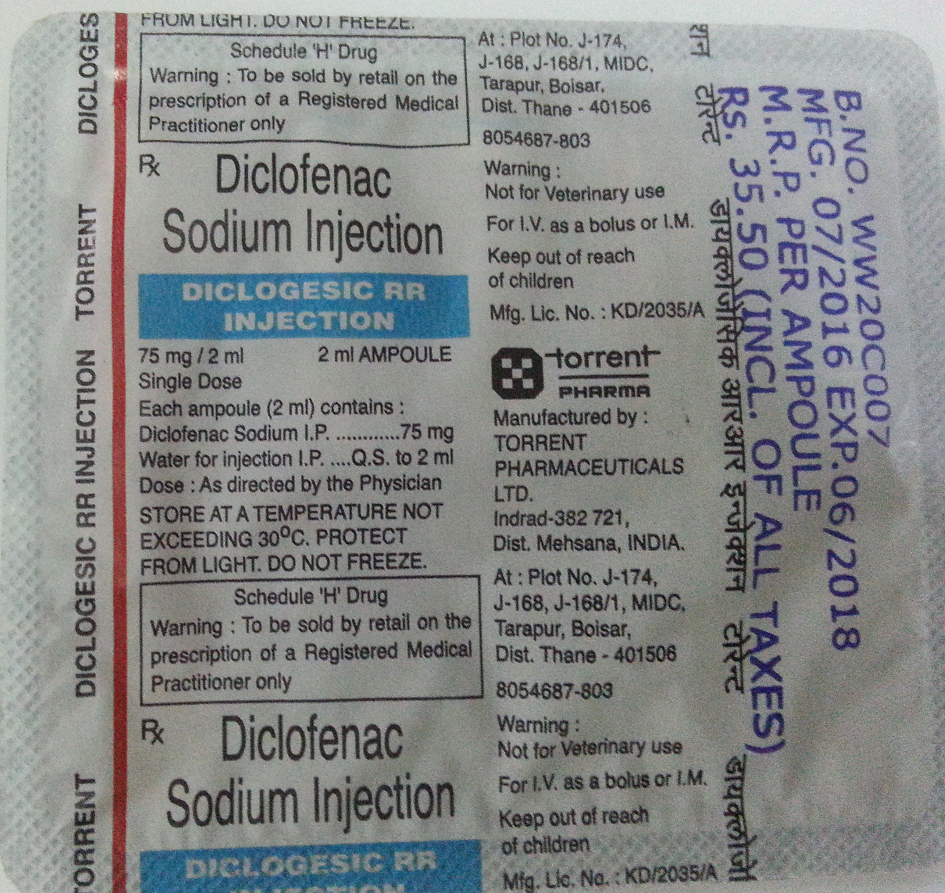 DICLOGES
TORRENT
DICLOGESIC RR INJECTION
TORRENT
FROM LIGHT. DO NOT FREEZE.
Schedule 'H' Drug
Warning : To be sold by retail on the
prescription of a Registered Medical
Practitioner only
Rx
Diclofenac
Sodium Injection
DICLOGESIC RR
INJECTION
75 mg / 2 ml 2 ml AMPOULE
Single Dose
Each ampoule (2 ml) contains :
Diclofenac Sodium I.P. ............75 mg
Water for injection I.P. ....Q.S. to 2 ml
Dose : As directed by the Physician
STORE AT A TEMPERATURE NOT
EXCEEDING 30°C. PROTECT
FROM LIGHT. DO NOT FREEZE.
Schedule 'H' Drug
Warning : To be sold by retail on the
prescription of a Registered Medical
Practitioner only
Rx
Diclofenac
Sodium Injection
DICLOGESIC RR
INJECTION
At : Plot No. J-174,
J-168, J-168/1, MIDC,
Tarapur, Boisar,
Dist. Thane - 401506
8054687-803
Warning :
Not for Veterinary use
For I.V. as a bolus or I.M.
Keep out of reach
of children
Mfg. Lic. No. : KD/2035/A
torrent
PHARMA
Manufactured by :
TORRENT
PHARMACEUTICALS
LTD.
Indrad-382 721,
Dist. Mehsana, INDIA.
At : Plot No. J-174,
J-168, J-168/1, MIDC,
Tarapur, Boisar,
Dist. Thane - 401506
8054687-803
Warning :
Not for Veterinary use
For I.V. as a bolus or I.M.
Keep out of reach
of children
Mfg. Lic. No. : KD/2035/A
टोरेन्ट डायक्लोजेसिक आरआर इन्जेक्शन टोरेन्ट
B.NO. WW20C007
MFG. 07/2016 EXP.06/2018
M.R.P. PER AMPOULE
Rs. 35.50 (INCL. OF ALL TAXES)